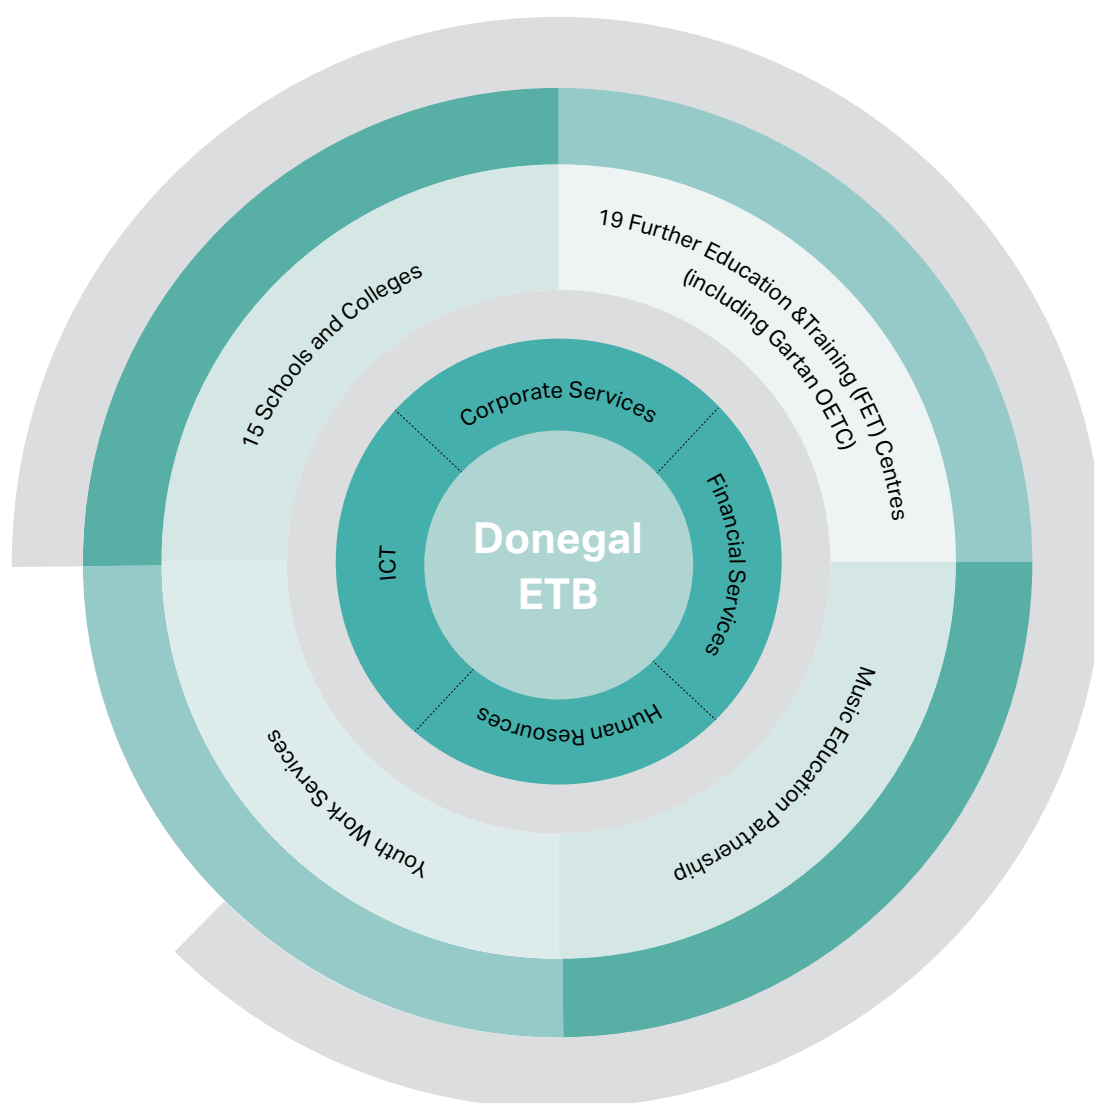 15 Schools and Colleges
19 Further Education &Training (FET) Centres
(including Gartan OETC)
Corporate Services
Financial Services
ICT
Donegal
ETB
Human Resources
Youth Work Services
Music Education Partnership